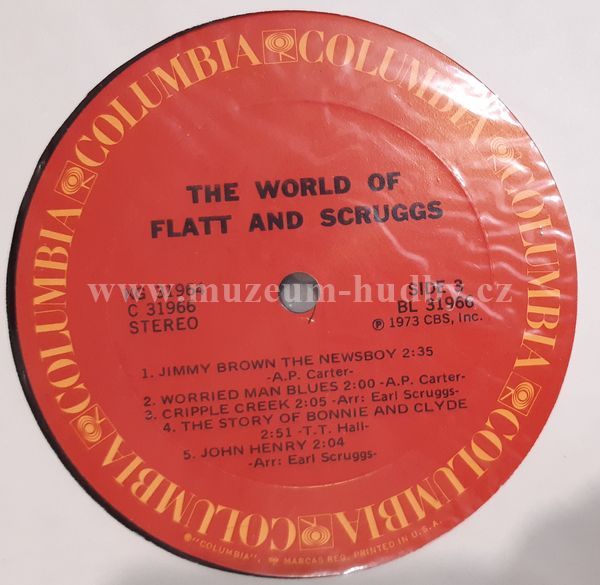 COLUMBIA COLUMBIA COLUMBIA COLUMBIA COLUMBIA COLUMBIA
THE WORLD OF
FLATT AND SCRUGGS
www.muzeum-hudby.cz
KG 31964
C 31966
STEREO
SIDE 3
BL 31966
Ⓟ 1973 CBS, Inc.
1. JIMMY BROWN THE NEWSBOY 2:35
-A.P. Carter-
2. WORRIED MAN BLUES 2:00 -A.P. Carter-
3. CRIPPLE CREEK 2:05 -Arr: Earl Scruggs-
4. THE STORY OF BONNIE AND CLYDE
2:51 -T.T. Hall-
5. JOHN HENRY 2:04
-Arr: Earl Scruggs-
"COLUMBIA", MARCAS REG. PRINTED IN U.S.A.